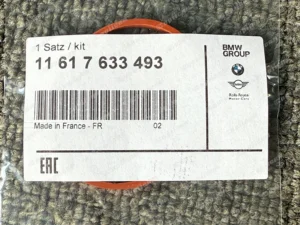 1 Satz / kit
11 61 7 633 493
BMW
GROUP
Made in France - FR 02
EAC